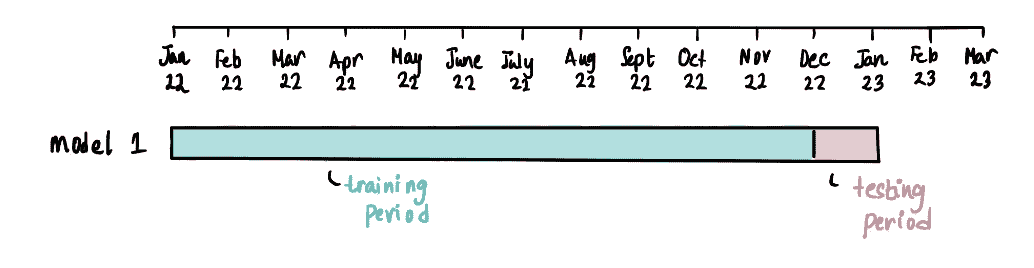 Jan Feb Mar Apr May June July Aug Sept Oct Nov Dec Jan Feb Mar
22 22 22 22 22 22 21 22 22 22 22 22 23 23 23
model 1
training testing
period period